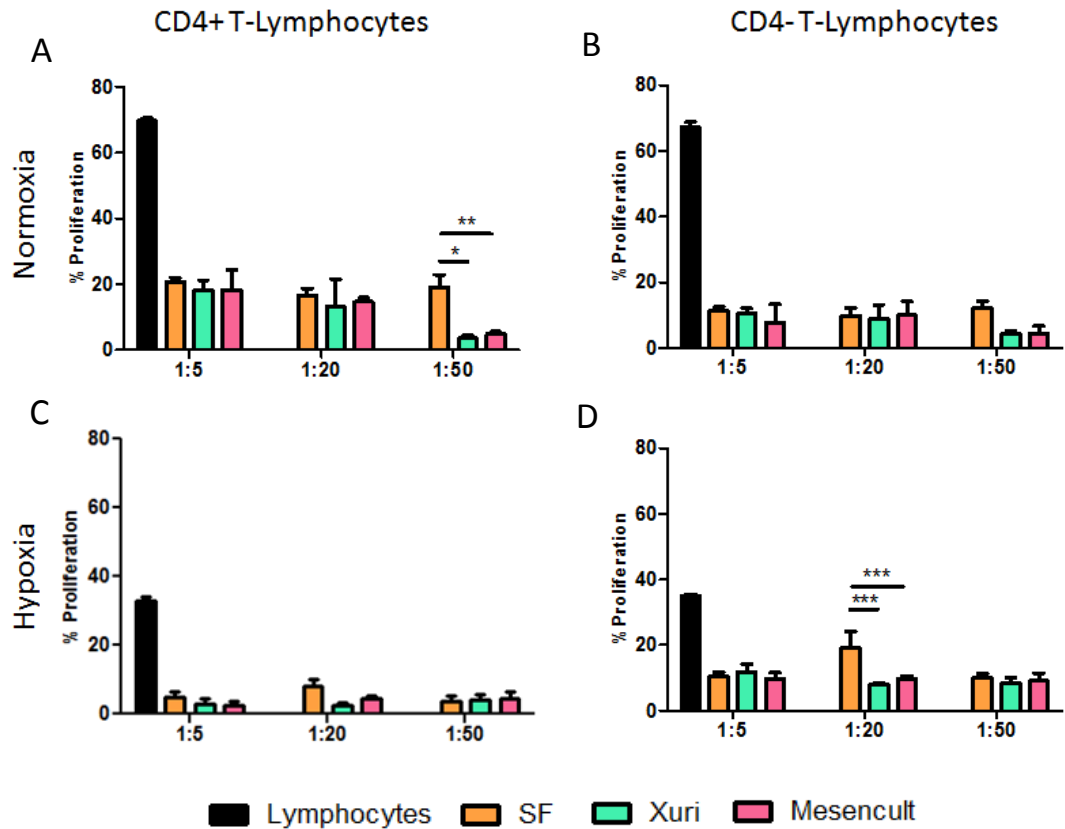 CD4+ T-Lymphocytes
CD4- T-Lymphocytes
Normoxia
Hypoxia
A
% Proliferation
80
60
40
20
0
**
*
1:5
1:20
1:50
B
% Proliferation
80
60
40
20
0
1:5
1:20
1:50
C
% Proliferation
80
60
40
20
0
1:5
1:20
1:50
D
% Proliferation
80
60
40
20
0
***
***
1:5
1:20
1:50
Lymphocytes
SF
Xuri
Mesencult